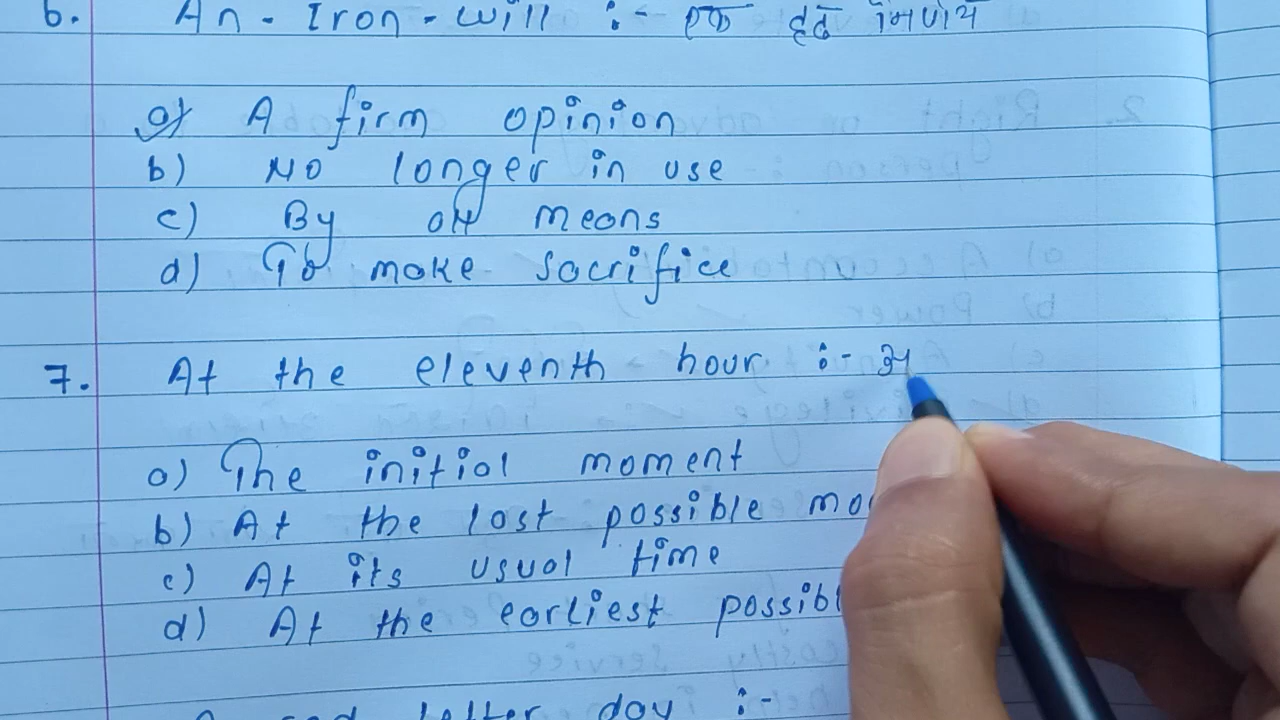 6. An - Iron - will :- एक दृढ़
a) A firm opinion
b) No longer in use
c) By all means
d) To make sacrifice
7. At the eleventh hour :- अ
a) The initial moment
b) At the last possible mo
c) At its usual time
d) At the earliest possibl
letter day :-